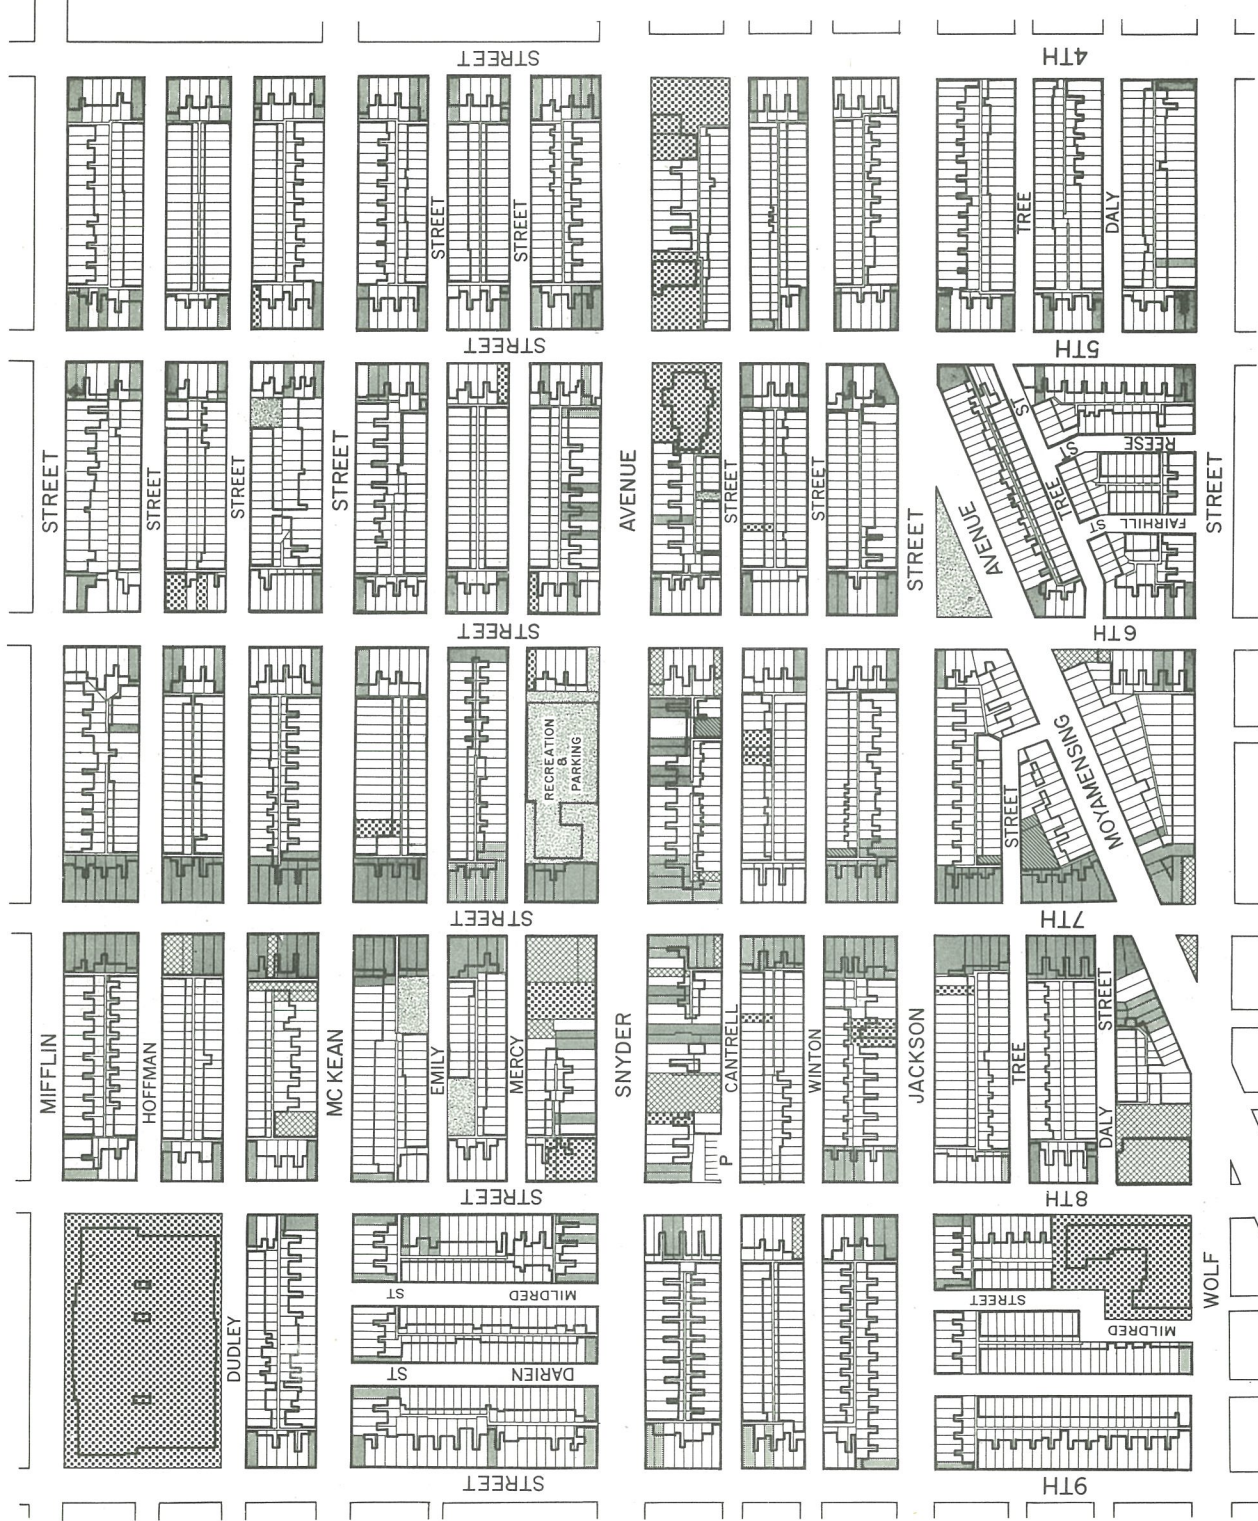 STREET
4TH
STREET
STREET
TREE
DALY
STREET
5TH
STREET
STREET
STREET
STREET
AVENUE
STREET
STREET
STREET
AVENUE
TREE
ST
ST
REESE
ST
FAIRHILL
STREET
STREET
6TH
RECREATION
&
PARKING
STREET
MOYAMENSING
STREET
7TH
MIFFLIN
HOFFMAN
MC KEAN
EMILY
MERCY
SNYDER
CANTRELL
P
WINTON
JACKSON
TREE
DALY
STREET
STREET
8TH
DUDLEY
ST
MILDRED
ST
DARIEN
STREET
MILDRED
WOLF
STREET
9TH